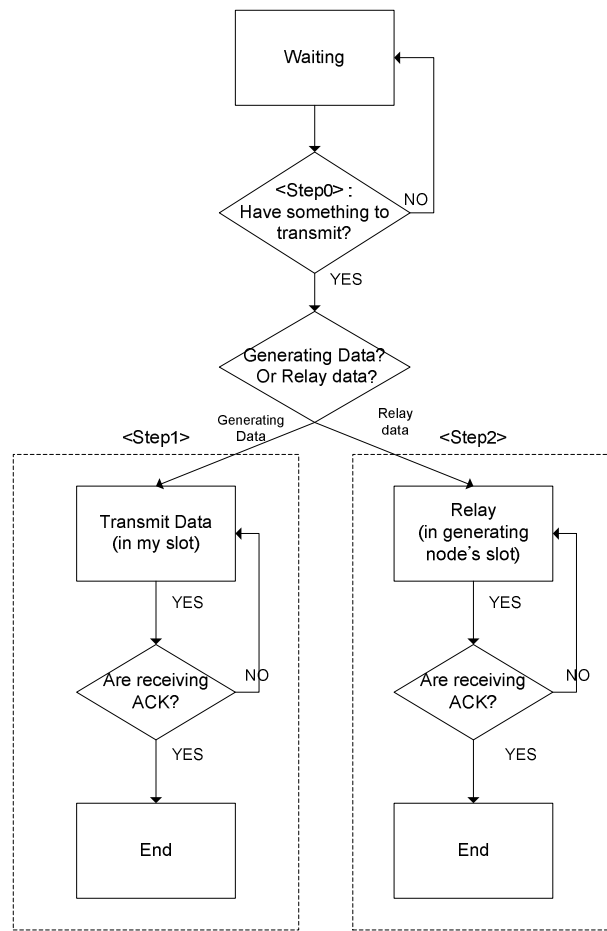 Waiting
<Step0> :
Have something to
transmit?
NO
YES
Generating Data?
Or Relay data?
Generating
Data
Relay
data
<Step1>
<Step2>
Transmit Data
(in my slot)
YES
Are receiving
ACK?
NO
YES
End
Relay
(in generating
node's slot)
YES
Are receiving
ACK?
NO
YES
End